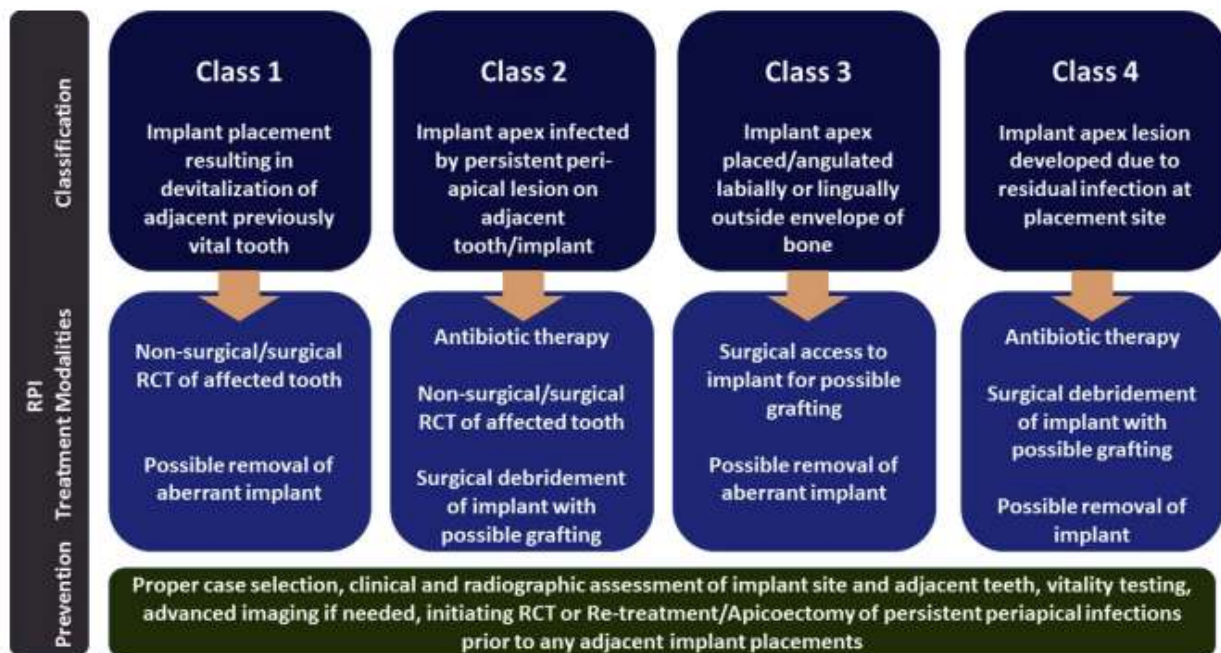 Classification
Class 1
Implant placement
resulting in
devitalization of
adjacent previously
vital tooth
Class 2
Implant apex infected
by persistent peri-
apical lesion on
adjacent
tooth/implant
Class 3
Implant apex
placed/angulated
labially or lingually
outside envelope of
bone
Class 4
Implant apex lesion
developed due to
residual infection at
placement site
RPI
Treatment Modalities
Non-surgical/surgical
RCT of affected tooth
Possible removal of
aberrant implant
Antibiotic therapy
Non-surgical/surgical
RCT of affected tooth
Surgical debridement
of implant with
possible grafting
Surgical access to
implant for possible
grafting
Possible removal of
aberrant implant
Antibiotic therapy
Surgical debridement
of implant with
possible grafting
Possible removal of
implant
Prevention
Proper case selection, clinical and radiographic assessment of implant site and adjacent teeth, vitality testing,
advanced imaging if needed, initiating RCT or Re-treatment/Apicoectomy of persistent periapical infections
prior to any adjacent implant placements